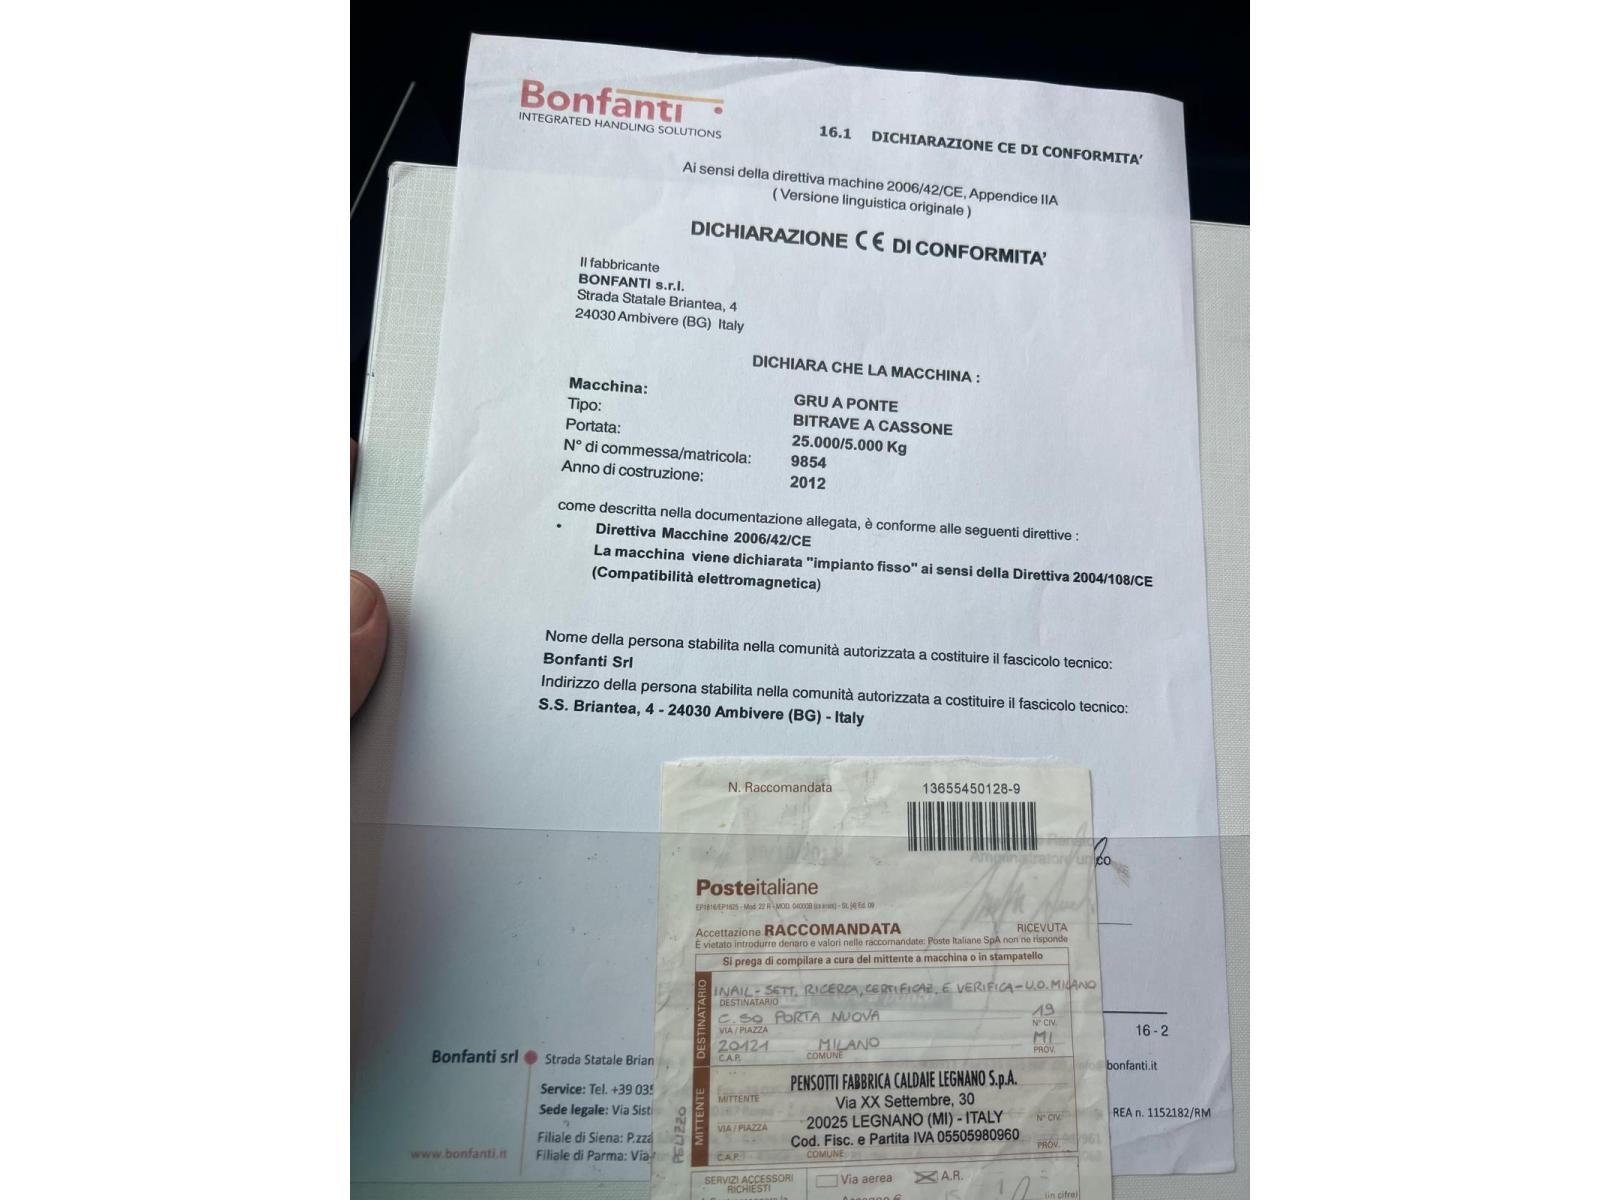 Bonfanti
INTEGRATED HANDLING SOLUTIONS
16.1 DICHIARAZIONE CE DI CONFORMITA'
Ai sensi della direttiva machine 2006/42/CE, Appendice IIA
( Versione linguistica originale )
DICHIARAZIONE CE DI CONFORMITA'
Il fabbricante
BONFANTI s.r.l.
Strada Statale Briantea, 4
24030 Ambivere (BG) Italy
DICHIARA CHE LA MACCHINA :
Macchina: GRU A PONTE
Tipo: BITRAVE A CASSONE
Portata: 25.000/5.000 Kg
N° di commessa/matricola: 9854
Anno di costruzione: 2012
come descritta nella documentazione allegata, è conforme alle seguenti direttive :
• Direttiva Macchine 2006/42/CE
La macchina viene dichiarata "impianto fisso" ai sensi della Direttiva 2004/108/CE
(Compatibilità elettromagnetica)
Nome della persona stabilita nella comunità autorizzata a costituire il fascicolo tecnico:
Bonfanti Srl
Indirizzo della persona stabilita nella comunità autorizzata a costituire il fascicolo tecnico:
S.S. Briantea, 4 - 24030 Ambivere (BG) - Italy
N. Raccomandata 13655450128-9
Amministratore unico
Posteitaliane
Accettazione RACCOMANDATA RICEVUTA
È vietato introdurre denaro e valori nelle raccomandate: Poste Italiane SpA non ne risponde
Si prega di compilare a cura del mittente a macchina o in stampatello
DESTINATARIO
INAIL - SETT. RICERCA, CERTIFICAZ. E VERIFICA - U.O. MILANO
DESTINATARIO
C.SO PORTA NUOVA 19
VIA / PIAZZA N° CIV.
20121 MILANO MI
C.A.P. COMUNE PROV.
16 - 2
MITTENTE
PENSOTTI FABBRICA CALDAIE LEGNANO S.p.A.
MITTENTE
Via XX Settembre, 30
20025 LEGNANO (MI) - ITALY
VIA / PIAZZA N° CIV.
Cod. Fisc. e Partita IVA 05505980960
C.A.P. COMUNE PROV.
SERVIZI ACCESSORI
RICHIESTI
Via aerea A.R.
(in cifre)
Bonfanti srl Strada Statale Brian
Service: Tel. +39 035
Sede legale: Via Sist
Filiale di Siena: P.zza
Filiale di Parma: Via
www.bonfanti.it
bonfanti.it
REA n. 1152182/RM